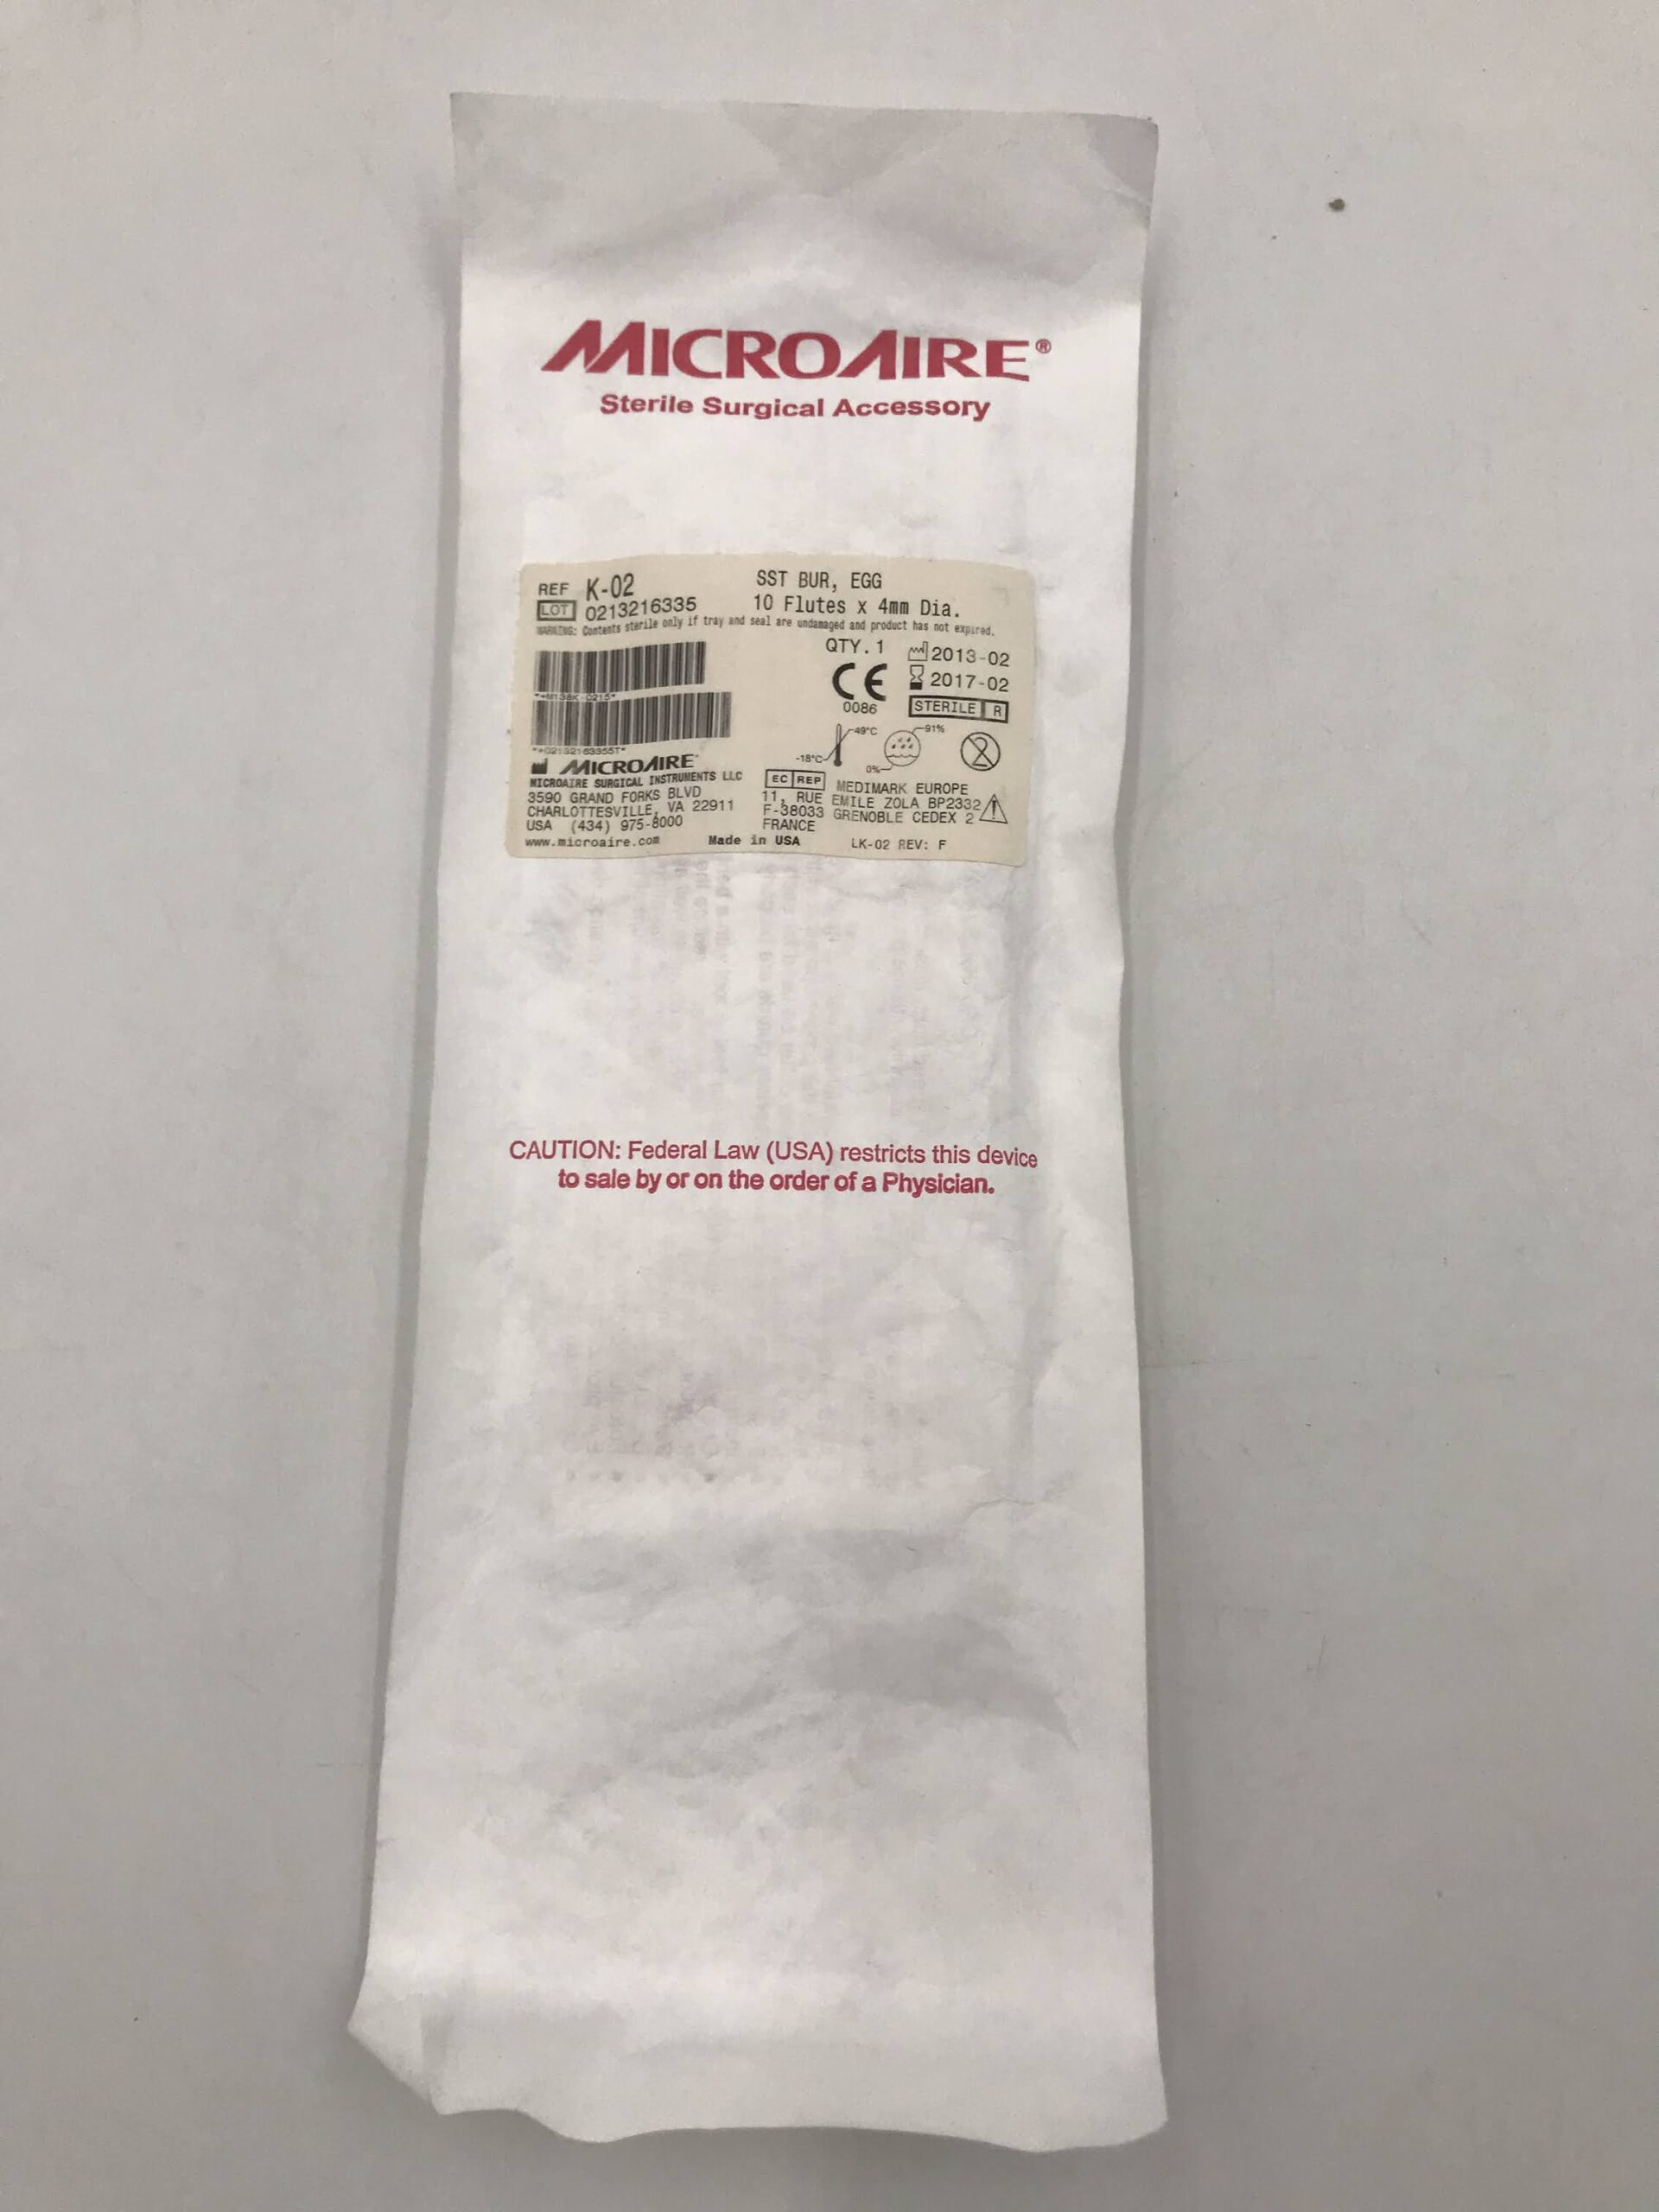 MICROAIRE®
Sterile Surgical Accessory
REF K-02
SST BUR, EGG
LOT 0213216335
10 Flutes x 4mm Dia.
WARNING: Contents sterile only if tray and seal are undamaged and product has not expired.
QTY. 1
2013-02
2017-02
CE
0086
STERILE R
49°C
-18°C
91%
0%
2
MICROAIRE
MICROAIRE SURGICAL INSTRUMENTS LLC
3590 GRAND FORKS BLVD
CHARLOTTESVILLE, VA 22911
USA (434) 975-8000
www.microaire.com
EC REP MEDIMARK EUROPE
11, RUE EMILE ZOLA BP2332
F-38033 GRENOBLE CEDEX 2
FRANCE
Made in USA
LK-02 REV: F
CAUTION: Federal Law (USA) restricts this device
to sale by or on the order of a Physician.